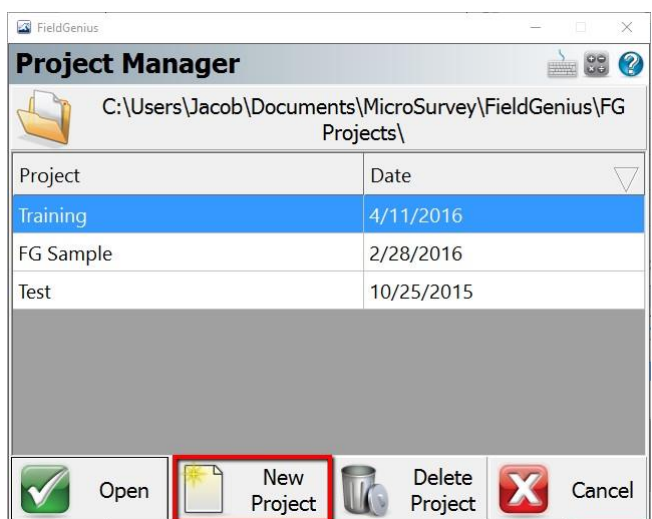 FieldGenius
Project Manager
C:\Users\Jacob\Documents\MicroSurvey\FieldGenius\FG
Projects\
Project Date
Training 4/11/2016
FG Sample 2/28/2016
Test 10/25/2015
Open
New
Project
Delete
Project
Cancel